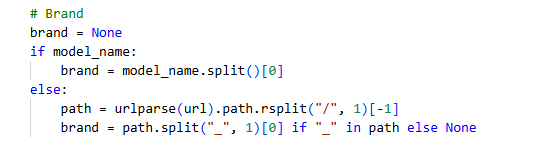 # Brand
brand = None
if model_name:
    brand = model_name.split()[0]
else:
    path = urlparse(url).path.rsplit("/", 1)[-1]
    brand = path.split("_", 1)[0] if "_" in path else None